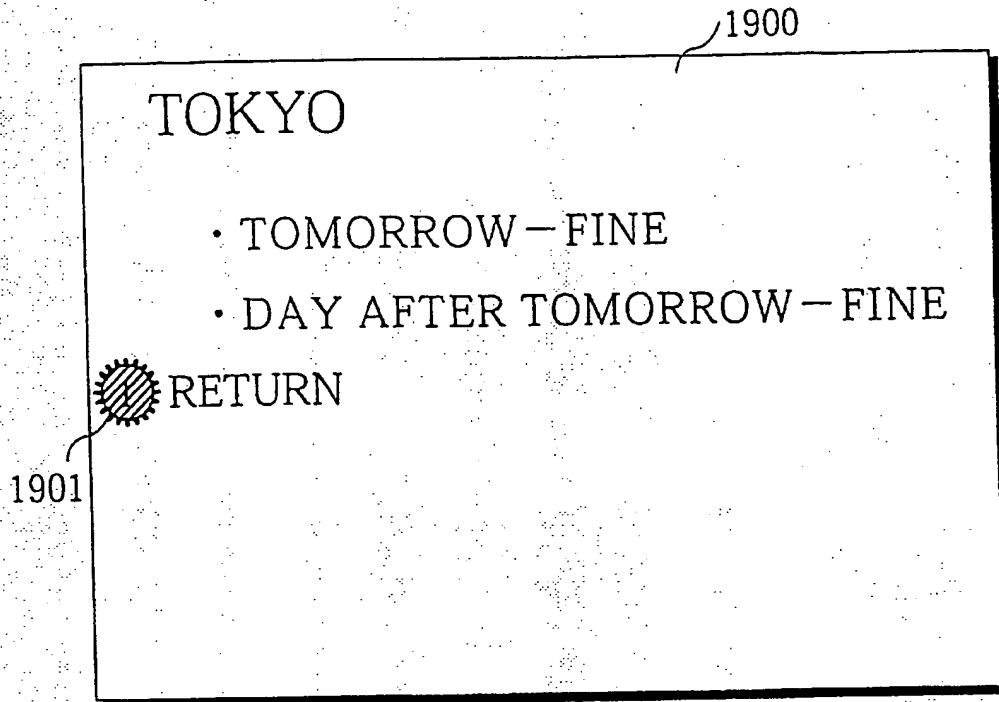 1900
TOKYO
・TOMORROW—FINE
・DAY AFTER TOMORROW—FINE
RETURN
1901